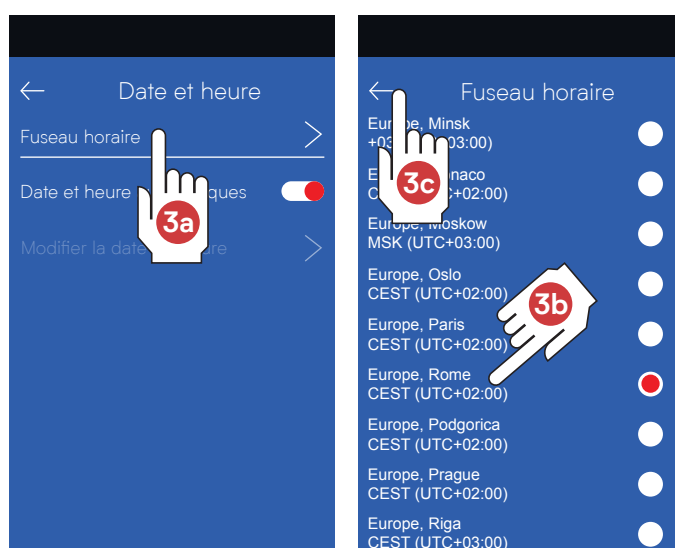 ← Date et heure
Fuseau horaire >
Date et heure ques
3a
Modifier la date re >
← Fuseau horaire
Europe, Minsk
+03 03:00)
3c
naco
C +02:00)
Europe, Moskow
MSK (UTC+03:00)
Europe, Oslo
CEST (UTC+02:00)
3b
Europe, Paris
CEST (UTC+02:00)
Europe, Rome
CEST (UTC+02:00)
Europe, Podgorica
CEST (UTC+02:00)
Europe, Prague
CEST (UTC+02:00)
Europe, Riga
CEST (UTC+03:00)